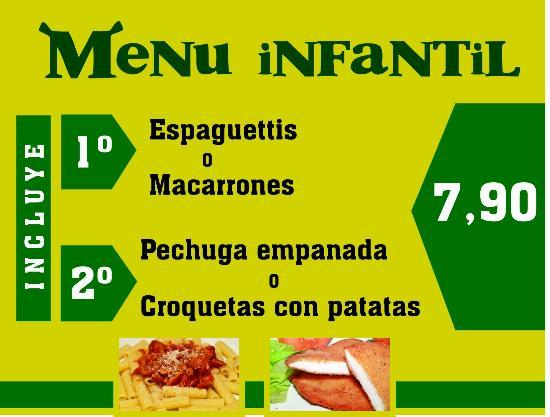 Menu iNFaNTiL
INCLUYE
1º
Espaguettis
o
Macarrones
7,90
2º
Pechuga empanada
o
Croquetas con patatas